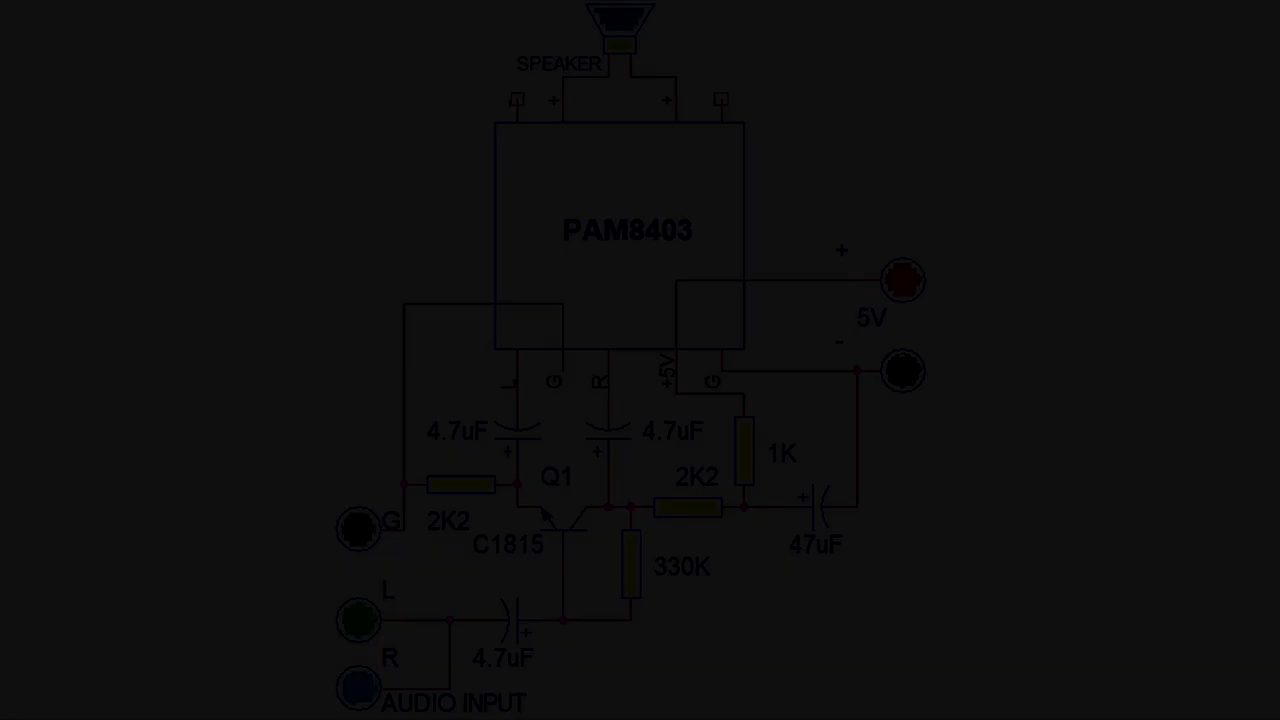 SPEAKER
+ +
PAM8403
+
5V
-
L G R +5V G
4.7uF + + 4.7uF
1K
Q1 2K2
+
G 2K2
C1815 47uF
330K
L
+
R 4.7uF
AUDIO INPUT